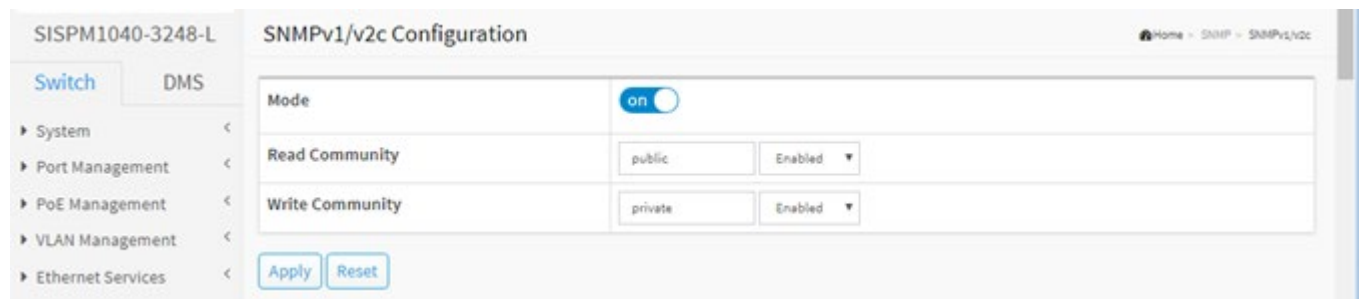 SISPM1040-3248-L
SNMPv1/v2c Configuration
Home > SNMP > SNMPv1/v2c
Switch DMS
Mode on
System
Read Community public Enabled
Port Management
PoE Management
Write Community private Enabled
VLAN Management
Ethernet Services
Apply Reset